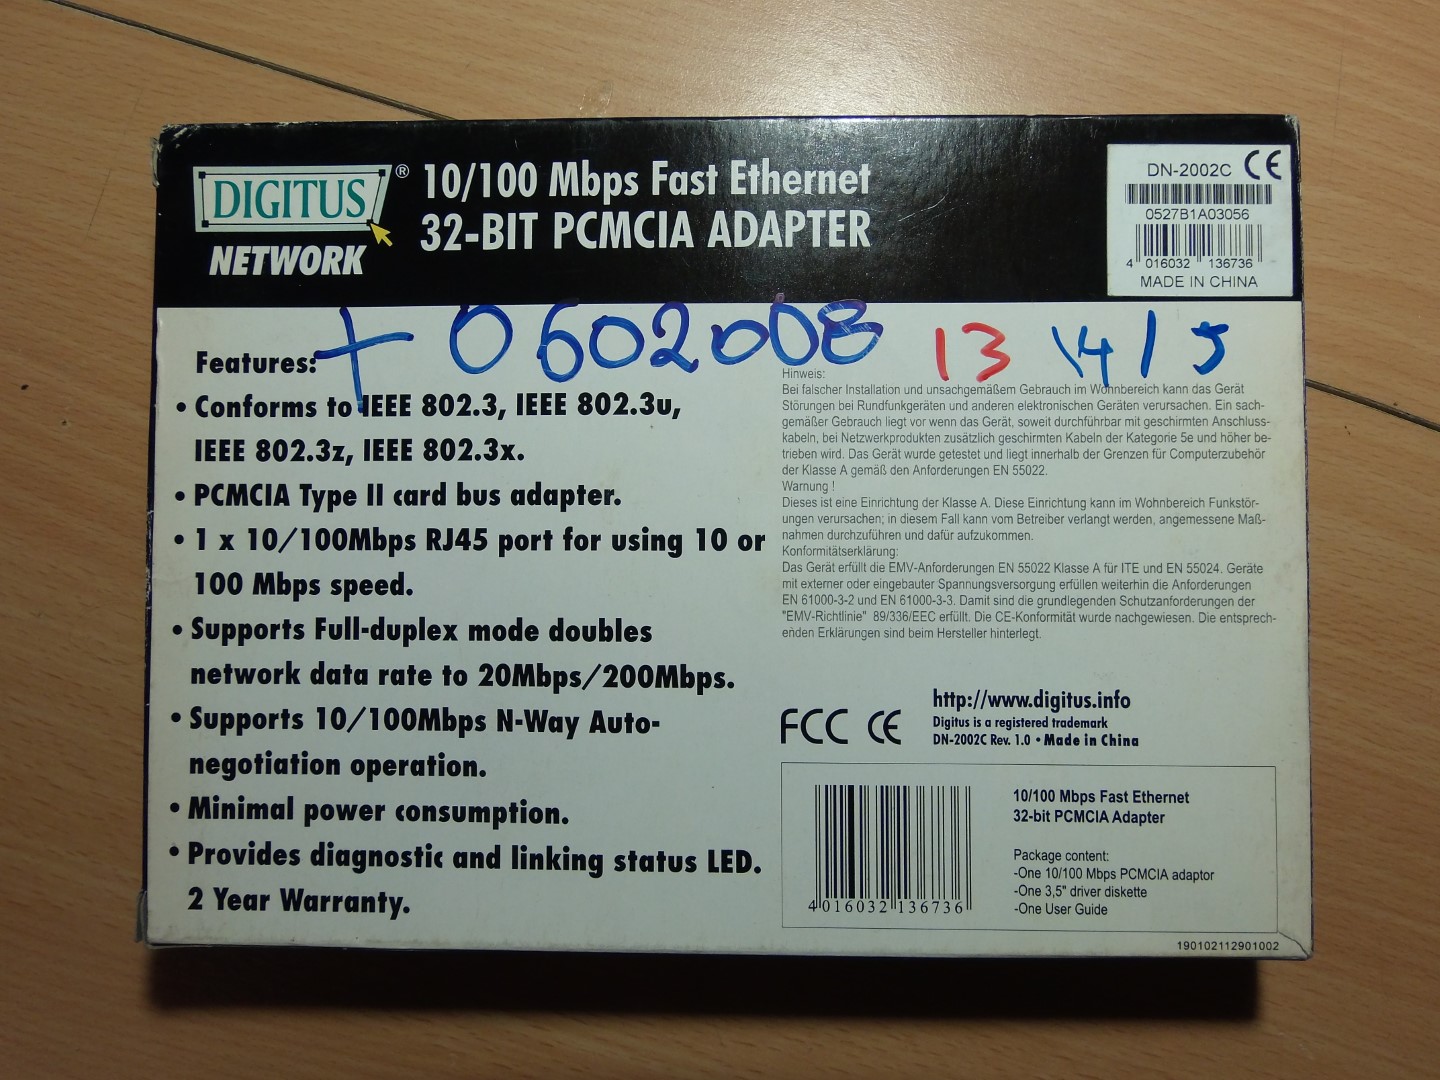 DIGITUS®
NETWORK
10/100 Mbps Fast Ethernet
32-BIT PCMCIA ADAPTER
DN-2002C CE
0527B1A03056
4 016032 136736
MADE IN CHINA
+0602008 13 14/5
Features:
• Conforms to IEEE 802.3, IEEE 802.3u,
IEEE 802.3z, IEEE 802.3x.
• PCMCIA Type II card bus adapter.
• 1 x 10/100Mbps RJ45 port for using 10 or
100 Mbps speed.
• Supports Full-duplex mode doubles
network data rate to 20Mbps/200Mbps.
• Supports 10/100Mbps N-Way Auto-
negotiation operation.
• Minimal power consumption.
• Provides diagnostic and linking status LED.
2 Year Warranty.
Hinweis:
Bei falscher Installation und unsachgemäßem Gebrauch im Wohnbereich kann das Gerät
Störungen bei Rundfunkgeräten und anderen elektronischen Geräten verursachen. Ein sach-
gemäßer Gebrauch liegt vor wenn das Gerät, soweit durchführbar mit geschirmten Anschluss-
kabeln, bei Netzwerkprodukten zusätzlich geschirmten Kabeln der Kategorie 5e und höher be-
trieben wird. Das Gerät wurde getestet und liegt innerhalb der Grenzen für Computerzubehör
der Klasse A gemäß den Anforderungen EN 55022.
Warnung !
Dieses ist eine Einrichtung der Klasse A. Diese Einrichtung kann im Wohnbereich Funkstör-
ungen verursachen; in diesem Fall kann vom Betreiber verlangt werden, angemessene Maß-
nahmen durchzuführen und dafür aufzukommen.
Konformitätserklärung:
Das Gerät erfüllt die EMV-Anforderungen EN 55022 Klasse A für ITE und EN 55024. Geräte
mit externer oder eingebauter Spannungsversorgung erfüllen weiterhin die Anforderungen
EN 61000-3-2 und EN 61000-3-3. Damit sind die grundlegenden Schutzanforderungen der
"EMV-Richtlinie" 89/336/EEC erfüllt. Die CE-Konformität wurde nachgewiesen. Die entsprech-
enden Erklärungen sind beim Hersteller hinterlegt.
FCC CE
http://www.digitus.info
Digitus is a registered trademark
DN-2002C Rev. 1.0 • Made in China
4 016032 136736
10/100 Mbps Fast Ethernet
32-bit PCMCIA Adapter
Package content:
-One 10/100 Mbps PCMCIA adaptor
-One 3,5" driver diskette
-One User Guide
190102112901002